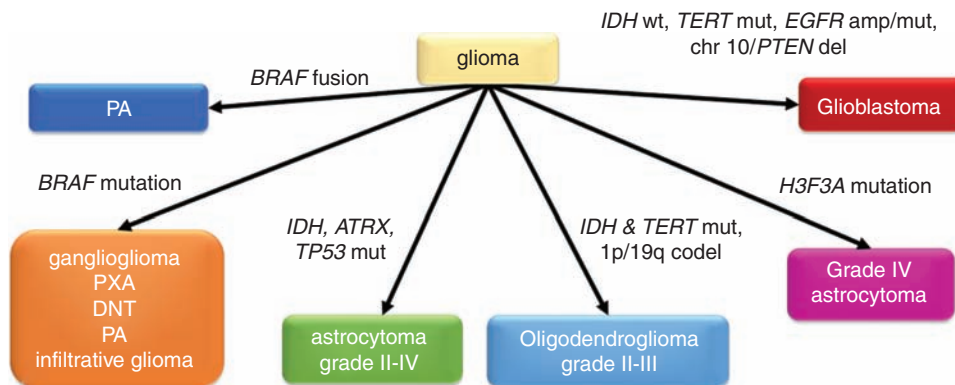 IDH wt, TERT mut, EGFR amp/mut,
chr 10/PTEN del
glioma
BRAF fusion
PA
Glioblastoma
BRAF mutation
H3F3A mutation
IDH, ATRX,
TP53 mut
IDH & TERT mut,
1p/19q codel
ganglioglioma
PXA
DNT
PA
infiltrative glioma
Grade IV
astrocytoma
astrocytoma
grade II-IV
Oligodendroglioma
grade II-III